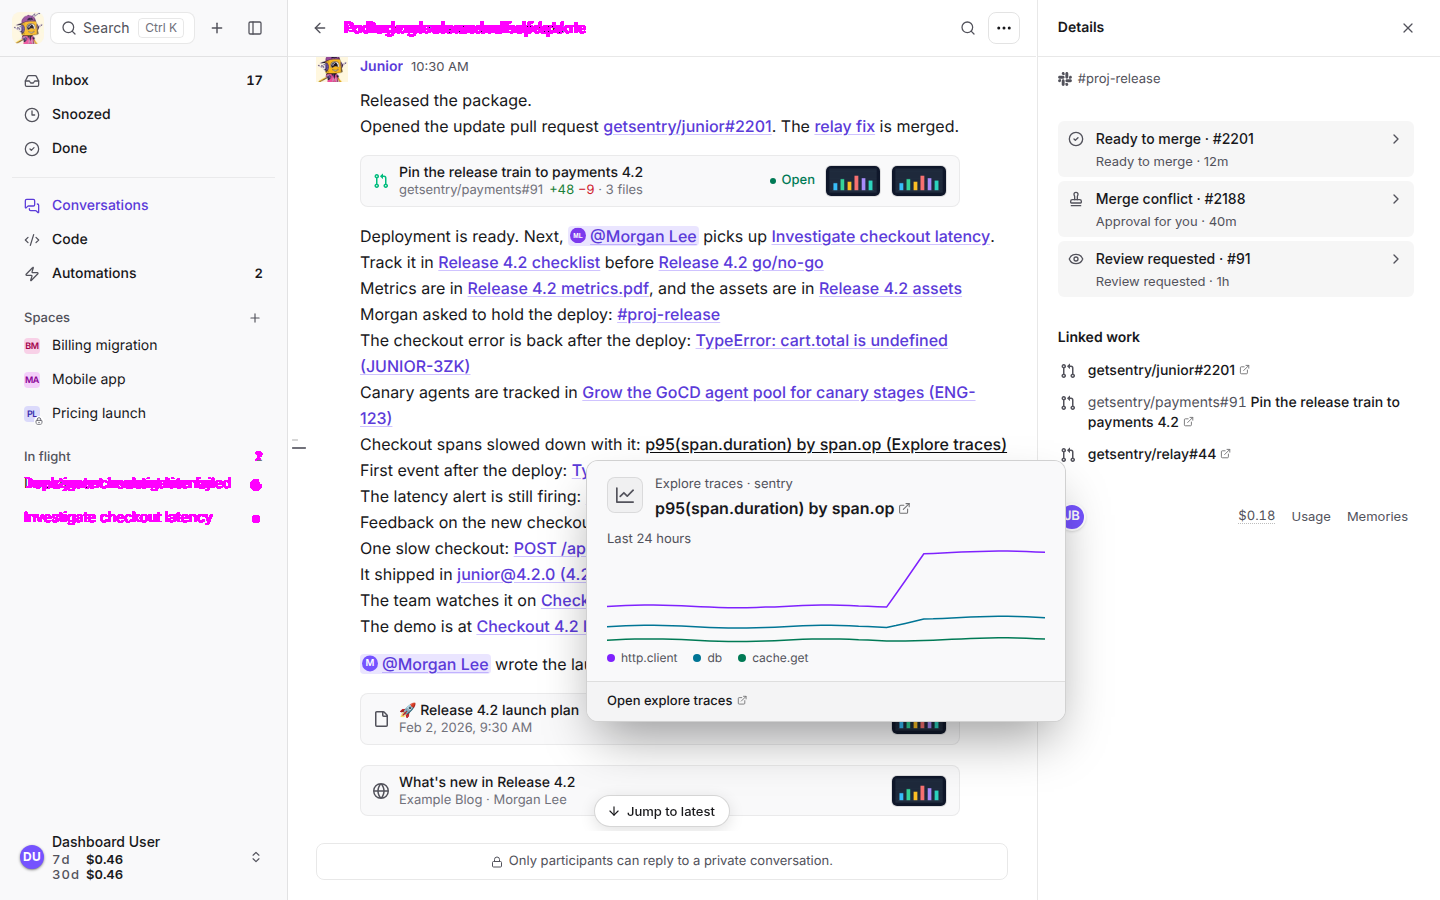 Search
Ctrl K
Inbox
17
Snoozed
Done
Conversations
Code
Automations
2
Spaces
BM
Billing migration
MA
Mobile app
PL
Pricing launch
In flight
Investigate checkout latency
DU
Dashboard User
7d $0.46
30d $0.46
Junior 10:30 AM
Released the package.
Opened the update pull request getsentry/junior#2201. The relay fix is merged.
Pin the release train to payments 4.2
getsentry/payments#91 +48 −9 · 3 files
Open
Deployment is ready. Next, ML @Morgan Lee picks up Investigate checkout latency.
Track it in Release 4.2 checklist before Release 4.2 go/no-go
Metrics are in Release 4.2 metrics.pdf, and the assets are in Release 4.2 assets
Morgan asked to hold the deploy: #proj-release
The checkout error is back after the deploy: TypeError: cart.total is undefined
(JUNIOR-3ZK)
Canary agents are tracked in Grow the GoCD agent pool for canary stages (ENG-
123)
Checkout spans slowed down with it: p95(span.duration) by span.op (Explore traces)
First event after the deploy:
The latency alert is still firing:
Feedback on the new
One slow checkout: POST
It shipped in junior@4.2.0
The team watches it on
The demo is at Checkout 4.2
M @Morgan Lee wrote the
Explore traces · sentry
p95(span.duration) by span.op
Last 24 hours
http.client
db
cache.get
Open explore traces
🚀 Release 4.2 launch plan
Feb 2, 2026, 9:30 AM
What's new in Release 4.2
Example Blog · Morgan Lee
Jump to latest
Only participants can reply to a private conversation.
Details
#proj-release
Ready to merge · #2201
Ready to merge · 12m
Merge conflict · #2188
Approval for you · 40m
Review requested · #91
Review requested · 1h
Linked work
getsentry/junior#2201
getsentry/payments#91 Pin the release train to
payments 4.2
getsentry/relay#44
$0.18
Usage
Memories